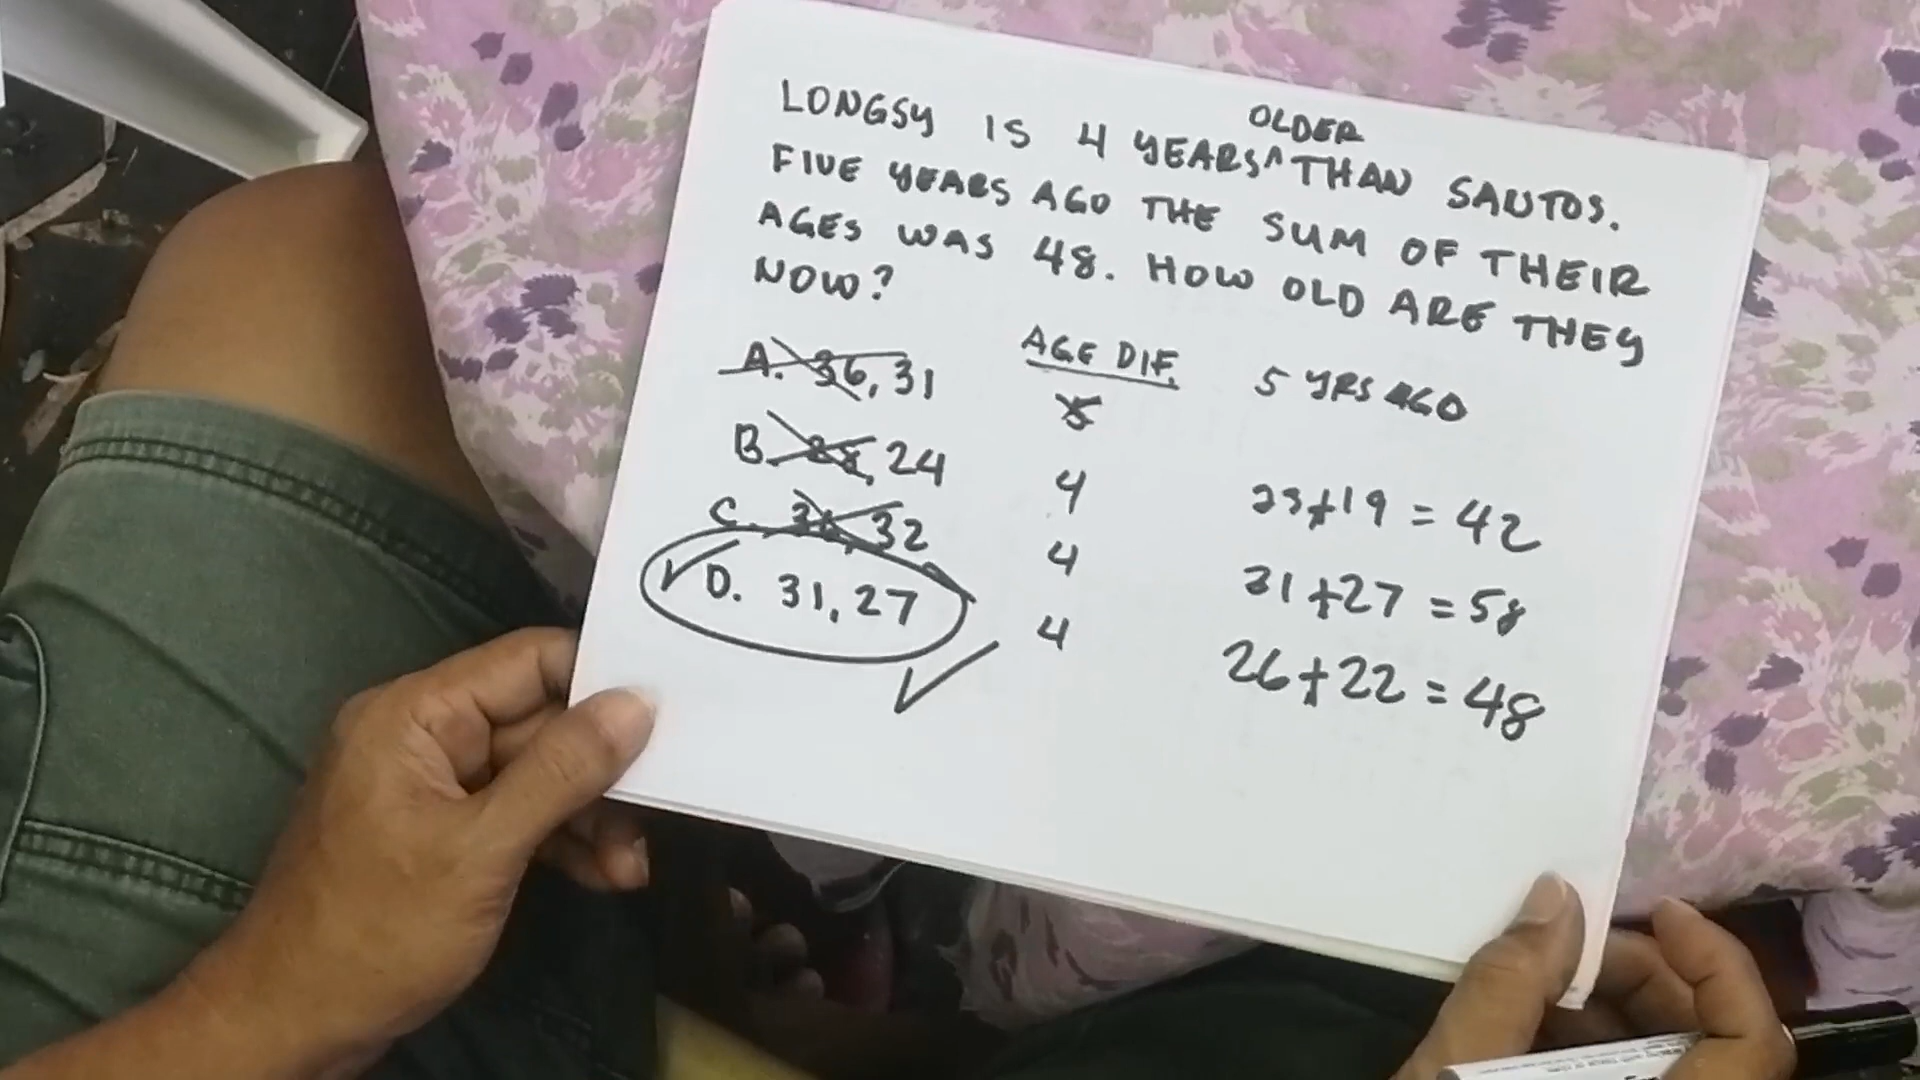 LONGSY IS 4 YEARS^ OLDER THAN SANTOS.
FIVE YEARS AGO THE SUM OF THEIR
AGES WAS 48. HOW OLD ARE THEY
NOW?
AGE DIF. 5 YRS AGO
A. 36, 31 5
B. 28, 24 4 23+19 = 42
C. 36, 32 4 31+27 = 58
D. 31, 27 4 26+22 = 48